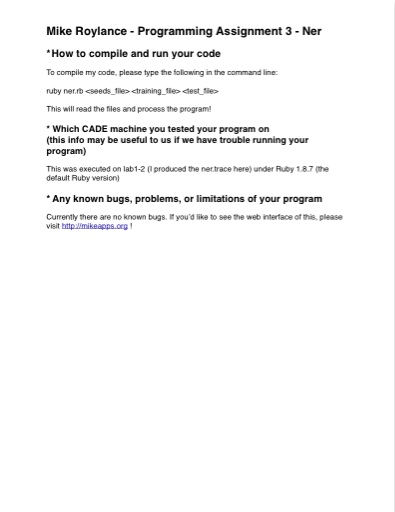 Mike Roylance - Programming Assignment 3 - Ner
*How to compile and run your code
To compile my code, please type the following in the command line:
ruby ner.rb <seeds_file> <training_file> <test_file>
This will read the files and process the program!
* Which CADE machine you tested your program on
(this info may be useful to us if we have trouble running your
program)
This was executed on lab1-2 (I produced the ner.trace here) under Ruby 1.8.7 (the
default Ruby version)
* Any known bugs, problems, or limitations of your program
Currently there are no known bugs. If you'd like to see the web interface of this, please
visit http://mikeapps.org !